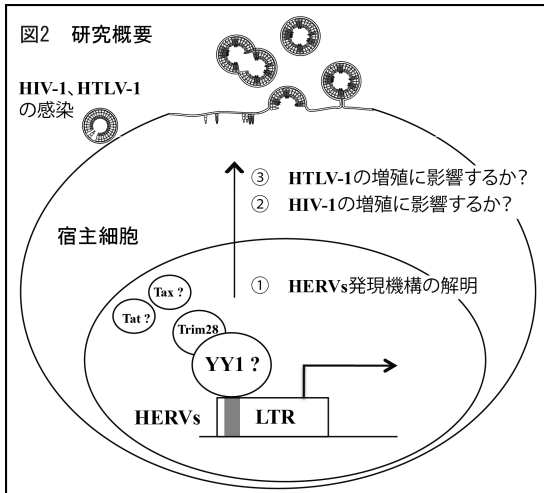 図2　研究概要
HIV-1、HTLV-1
の感染
③　HTLV-1の増殖に影響するか？
②　HIV-1の増殖に影響するか？
宿主細胞
①　HERVs発現機構の解明
Tax ?
Tat ?
Trim28
YY1 ?
HERVs
LTR